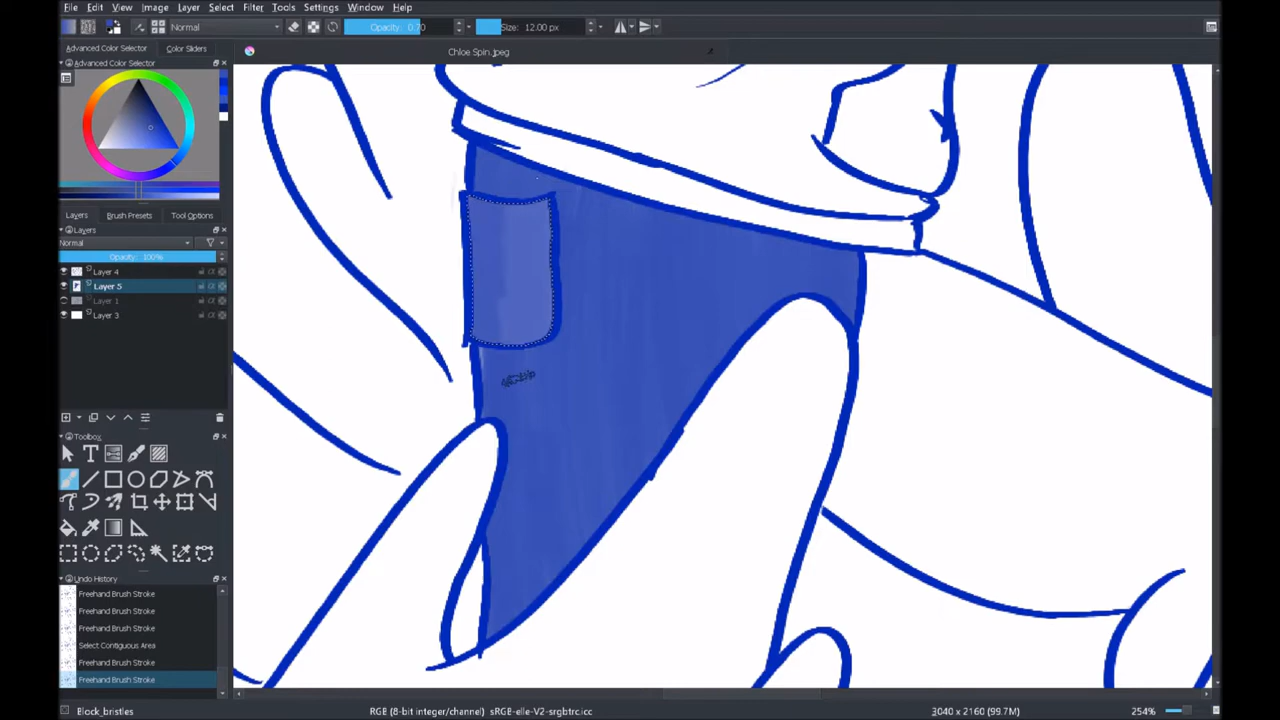 File Edit View Image Layer Select Filter Tools Settings Window Help
Normal Opacity: 0.70 Size: 12.00 px
Advanced Color Selector Color Sliders
Chloe Spin.jpeg
Advanced Color Selector
Layers Brush Presets Tool Options
Layers
Normal
Opacity: 100%
Layer 4
Layer 5
Layer 1
Layer 3
Toolbox
Undo History
Freehand Brush Stroke
Freehand Brush Stroke
Freehand Brush Stroke
Select Contiguous Area
Freehand Brush Stroke
Freehand Brush Stroke
Block_bristles RGB (8-bit integer/channel) sRGB-elle-V2-srgbtrc.icc 3040 x 2160 (99.7M) 254%